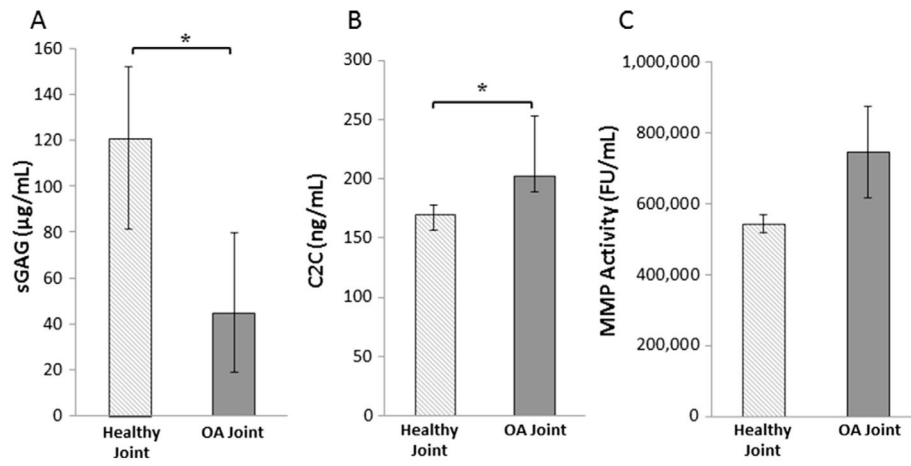 A
*
sGAG (µg/mL)
160
140
120
100
80
60
40
20
0
Healthy
Joint
OA Joint
B
*
C2C (ng/mL)
300
250
200
150
100
50
0
Healthy
Joint
OA Joint
C
MMP Activity (FU/mL)
1,000,000
800,000
600,000
400,000
200,000
0
Healthy
Joint
OA Joint